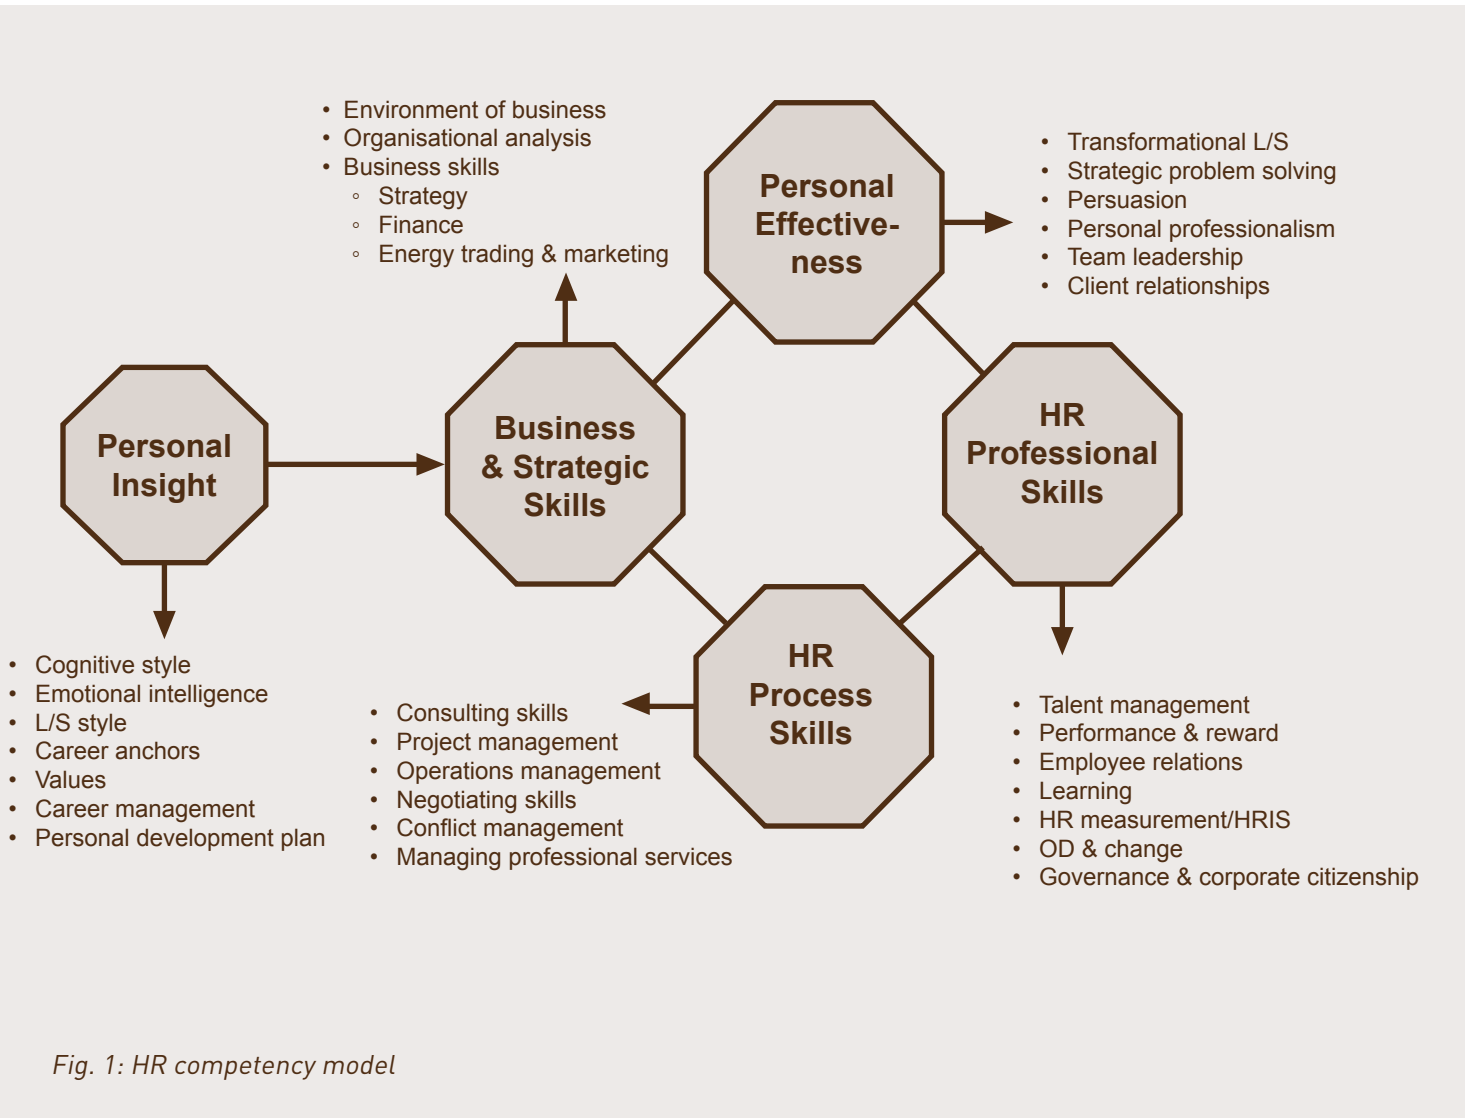 • Environment of business
• Organisational analysis
• Business skills
◦ Strategy
◦ Finance
◦ Energy trading & marketing
Personal
Effective-
ness
• Transformational L/S
• Strategic problem solving
• Persuasion
• Personal professionalism
• Team leadership
• Client relationships
Personal
Insight
Business
& Strategic
Skills
HR
Professional
Skills
HR
Process
Skills
• Cognitive style
• Emotional intelligence
• L/S style
• Career anchors
• Values
• Career management
• Personal development plan
• Consulting skills
• Project management
• Operations management
• Negotiating skills
• Conflict management
• Managing professional services
• Talent management
• Performance & reward
• Employee relations
• Learning
• HR measurement/HRIS
• OD & change
• Governance & corporate citizenship
Fig. 1: HR competency model